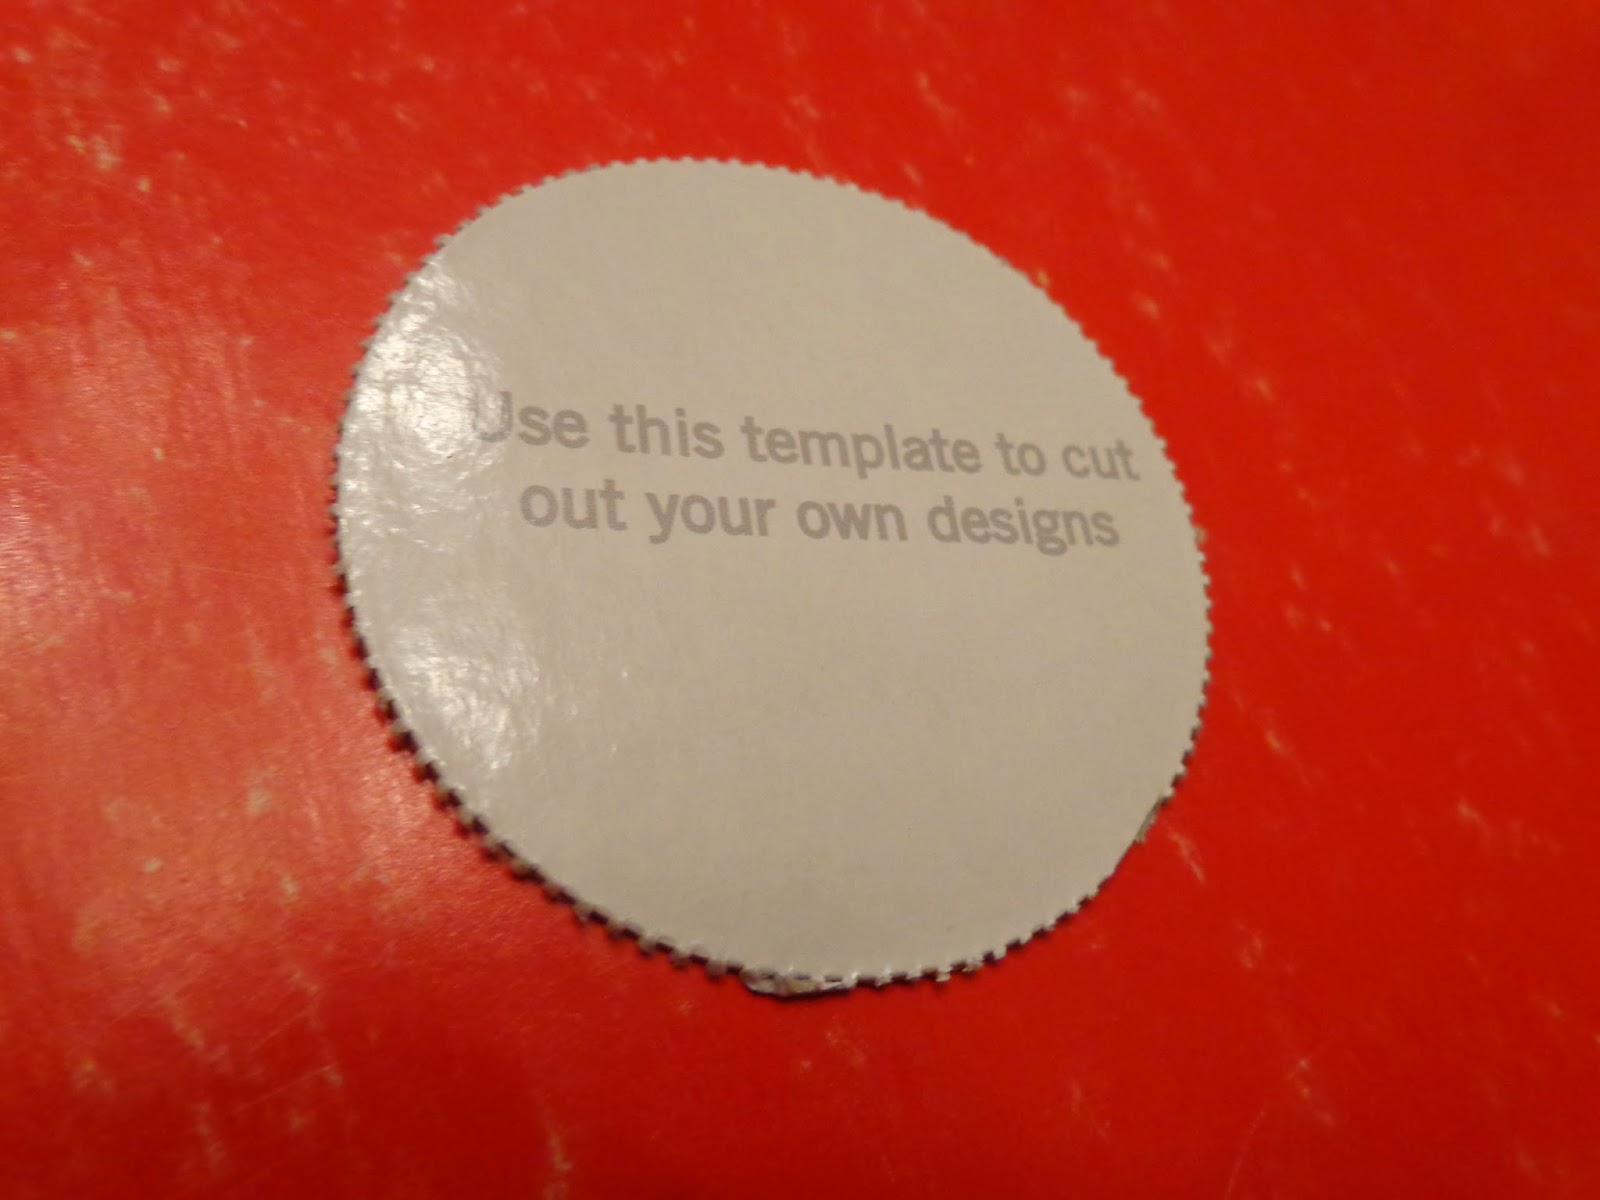 Use this template to cut
out your own designs